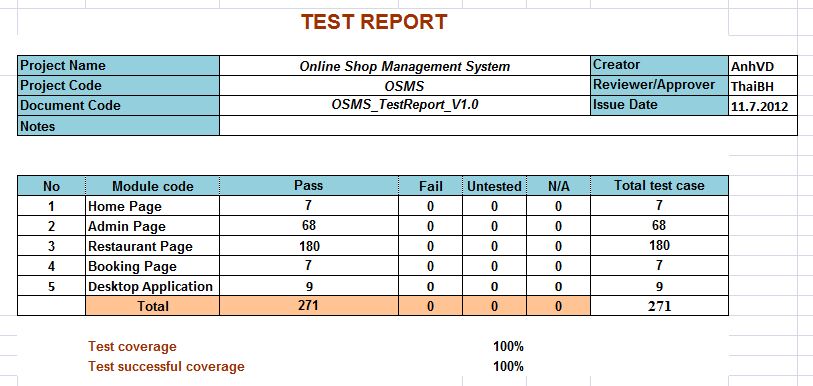 TEST REPORT
Project Name Online Shop Management System Creator AnhVD
Project Code OSMS Reviewer/Approver ThaiBH
Document Code OSMS_TestReport_V1.0 Issue Date 11.7.2012
Notes
No Module code Pass Fail Untested N/A Total test case
1 Home Page 7 0 0 0 7
2 Admin Page 68 0 0 0 68
3 Restaurant Page 180 0 0 0 180
4 Booking Page 7 0 0 0 7
5 Desktop Application 9 0 0 0 9
Total 271 0 0 0 271
Test coverage 100%
Test successful coverage 100%